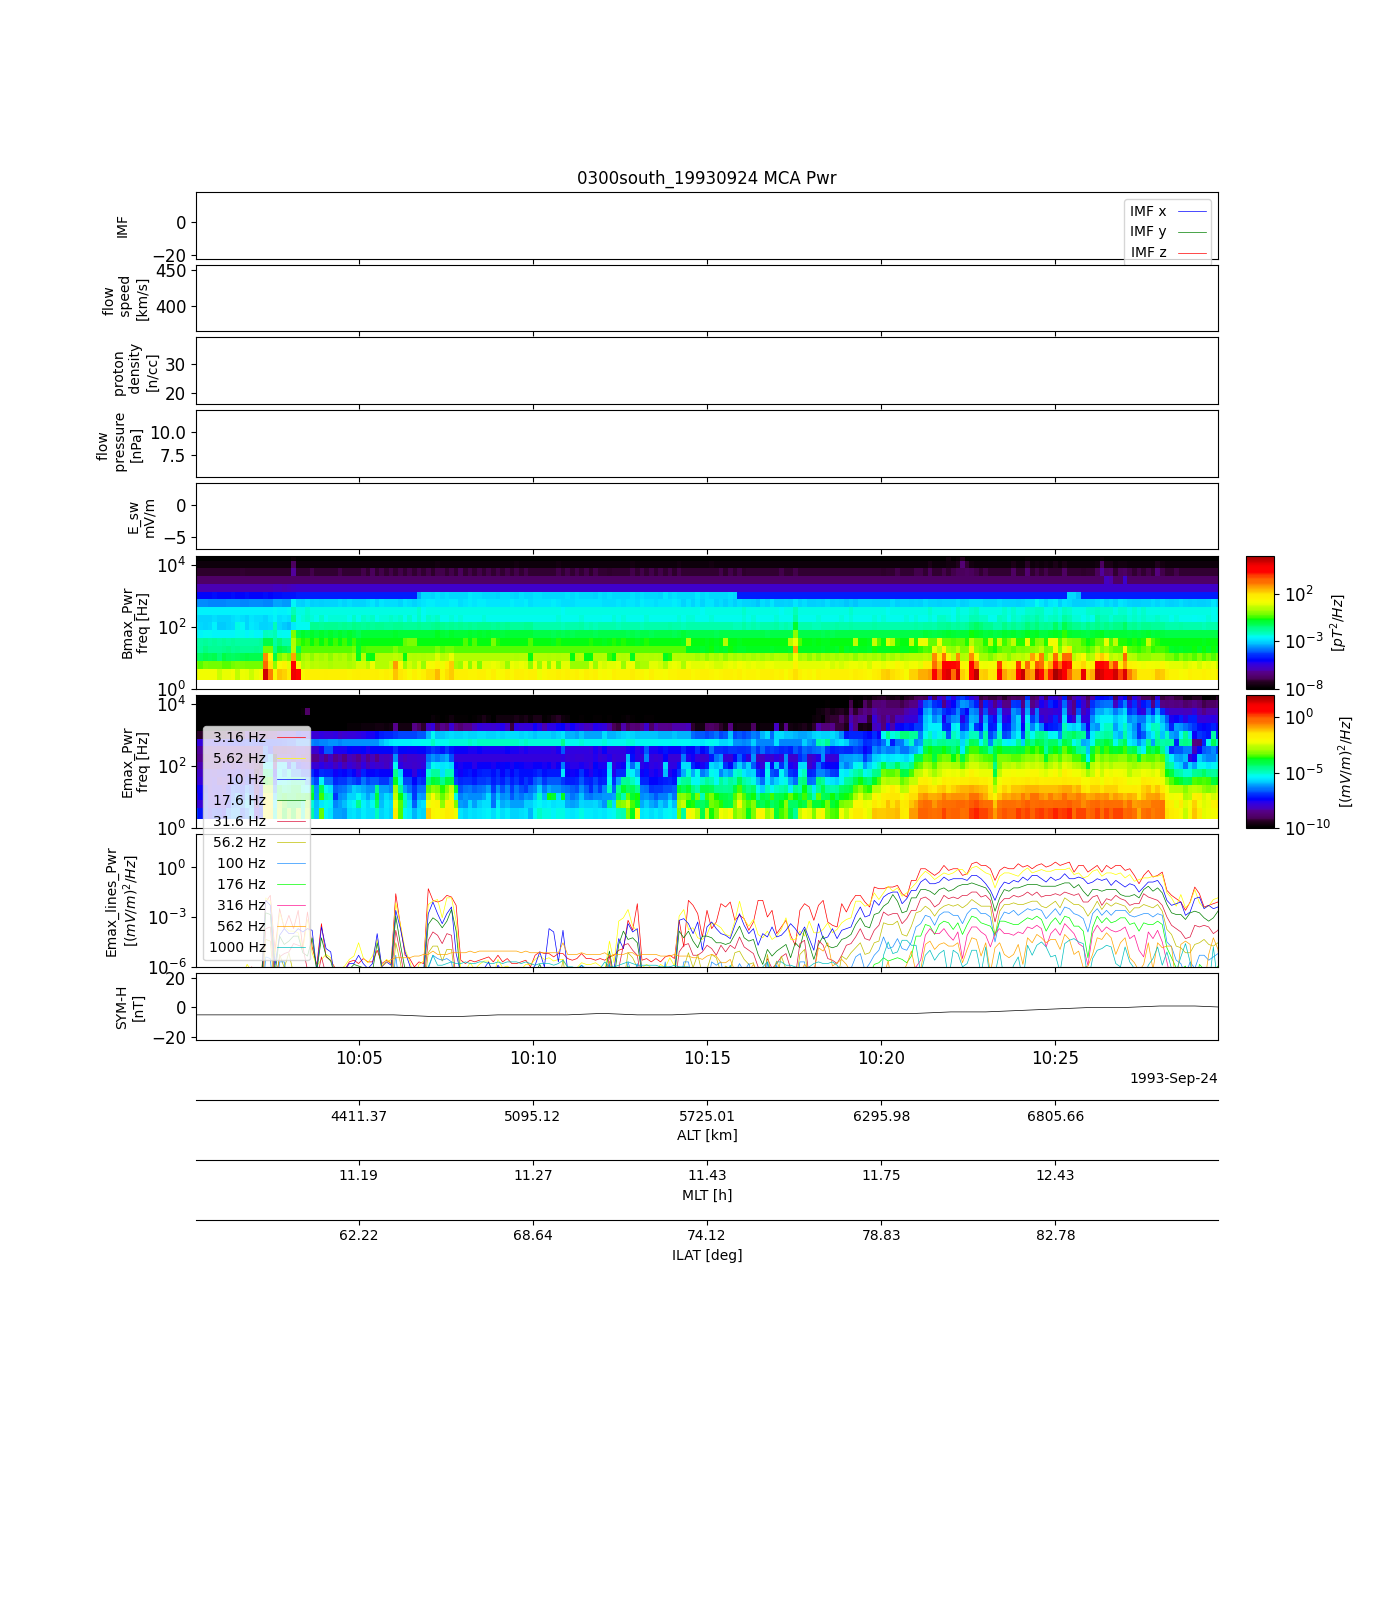 0300south_19930924 MCA Pwr
IMF
0
−20
IMF x
IMF y
IMF z
flow
speed
[km/s]
450
400
proton
density
[n/cc]
30
20
flow
pressure
[nPa]
10.0
7.5
E_sw
mV/m
0
−5
Bmax_Pwr
freq [Hz]
10^4
10^2
10^0
10^2
10^−3
10^−8
[pT^2/Hz]
Emax_Pwr
freq [Hz]
10^4
10^2
10^0
10^0
10^−5
10^−10
[(mV/m)^2/Hz]
3.16 Hz
5.62 Hz
10 Hz
17.6 Hz
31.6 Hz
56.2 Hz
100 Hz
176 Hz
316 Hz
562 Hz
1000 Hz
Emax_lines_Pwr
[(mV/m)^2/Hz]
10^0
10^−3
10^−6
SYM-H
[nT]
20
0
−20
10:05 10:10 10:15 10:20 10:25
1993-Sep-24
4411.37 5095.12 5725.01 6295.98 6805.66
ALT [km]
11.19 11.27 11.43 11.75 12.43
MLT [h]
62.22 68.64 74.12 78.83 82.78
ILAT [deg]